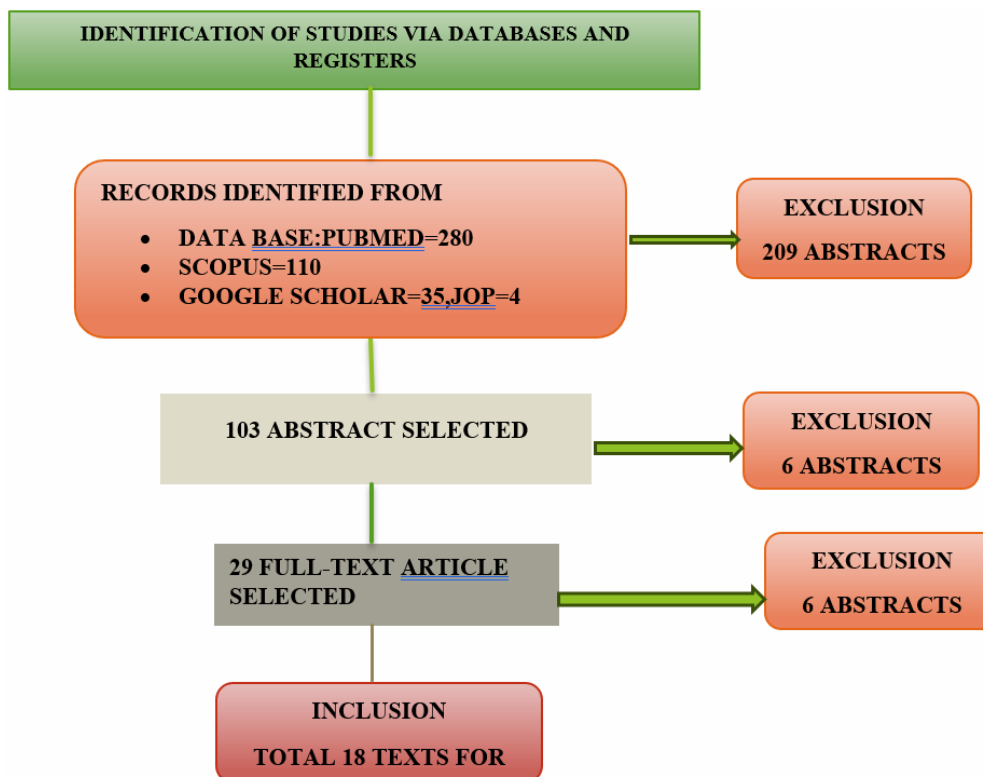 IDENTIFICATION OF STUDIES VIA DATABASES AND
REGISTERS
RECORDS IDENTIFIED FROM
• DATA BASE:PUBMED=280
• SCOPUS=110
• GOOGLE SCHOLAR=35,JOP=4
EXCLUSION
209 ABSTRACTS
103 ABSTRACT SELECTED
EXCLUSION
6 ABSTRACTS
29 FULL-TEXT ARTICLE
SELECTED
EXCLUSION
6 ABSTRACTS
INCLUSION
TOTAL 18 TEXTS FOR